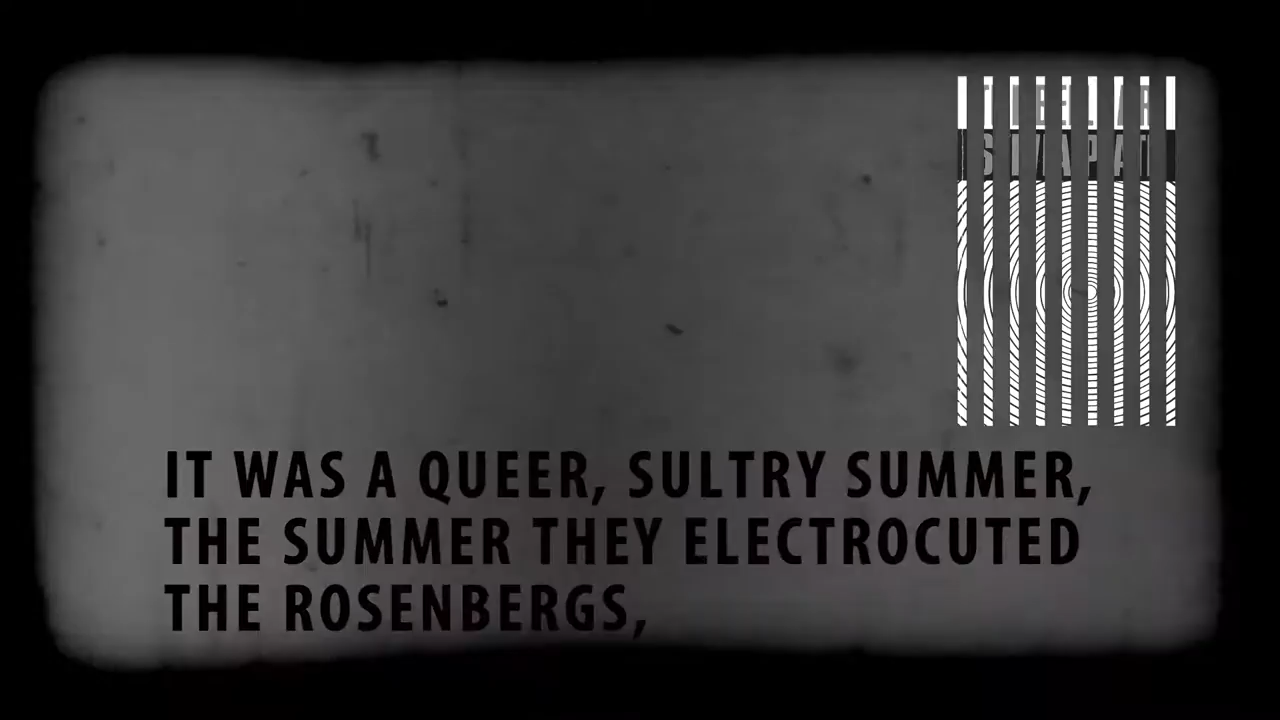 IT WAS A QUEER, SULTRY SUMMER,
THE SUMMER THEY ELECTROCUTED
THE ROSENBERGS,